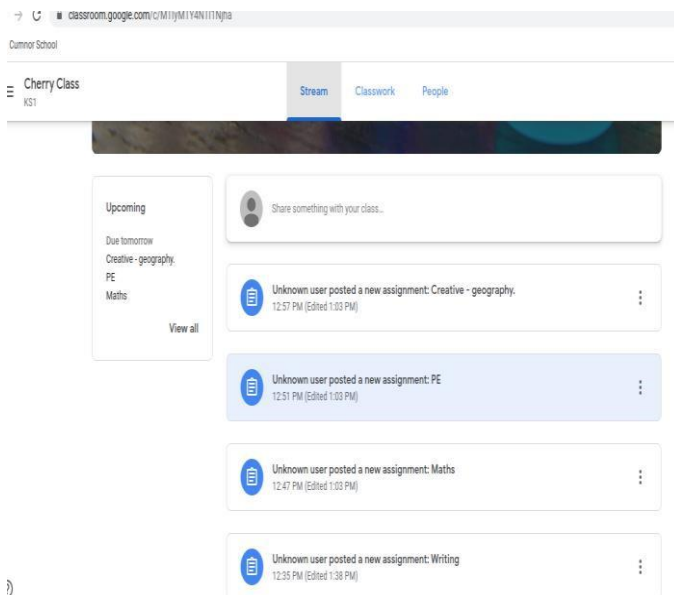 classroom.google.com/c/
Cumnor School
Cherry Class
KS1
Stream
Classwork
People
Upcoming
Due tomorrow
Creative - geography.
PE
Maths
View all
Share something with your class...
Unknown user posted a new assignment: Creative - geography.
12:57 PM (Edited 1:03 PM)
Unknown user posted a new assignment: PE
12:51 PM (Edited 1:03 PM)
Unknown user posted a new assignment: Maths
12:47 PM (Edited 1:03 PM)
Unknown user posted a new assignment: Writing
12:35 PM (Edited 1:38 PM)